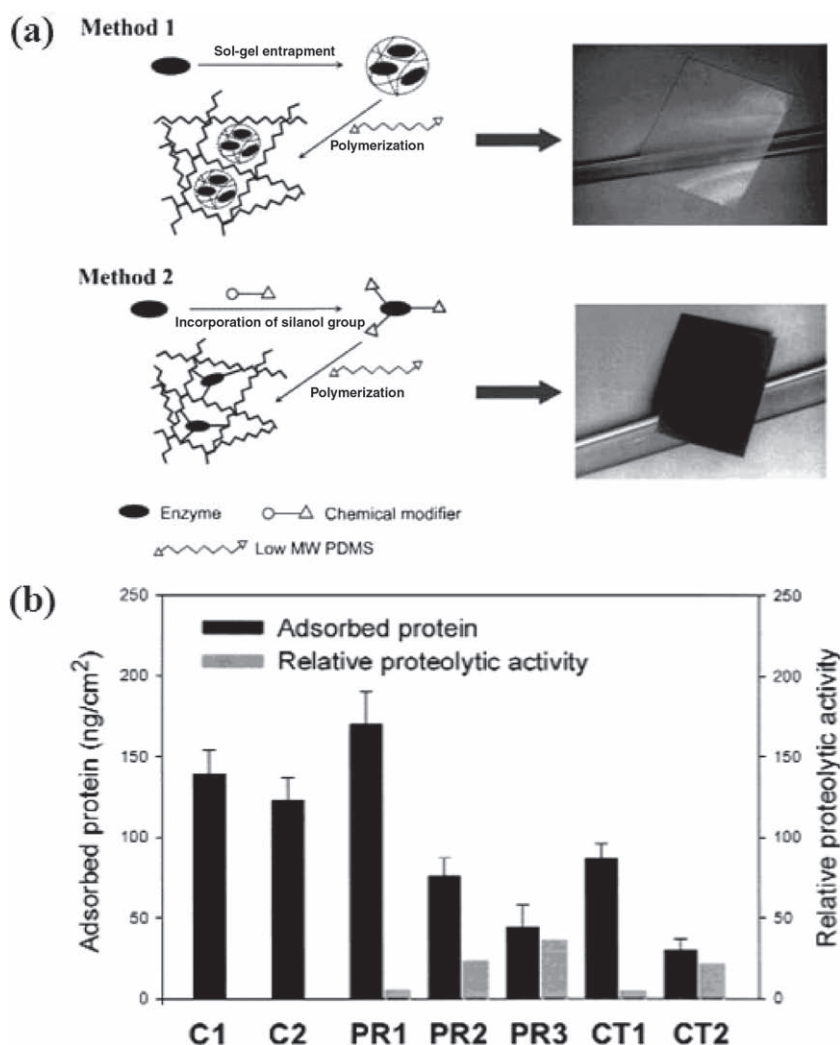 (a) Method 1
Sol-gel entrapment
Polymerization
Method 2
Incorporation of silanol group
Polymerization
Enzyme
Chemical modifier
Low MW PDMS
(b)
Adsorbed protein
Relative proteolytic activity
Adsorbed protein (ng/cm²)
250
200
150
100
50
0
Relative proteolytic activity
250
200
150
100
50
0
C1 C2 PR1 PR2 PR3 CT1 CT2